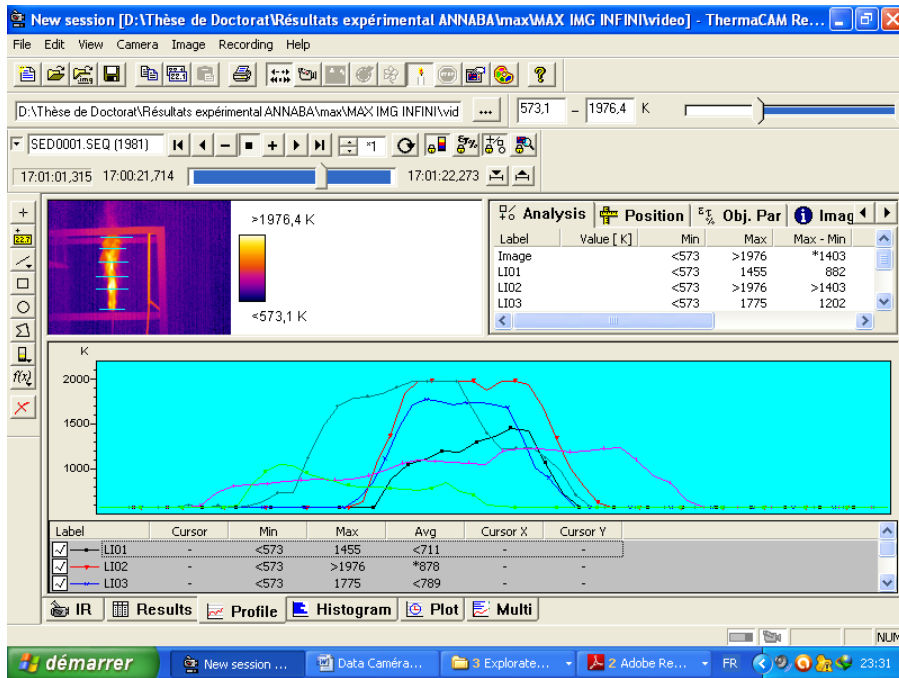 New session [D:\Thèse de Doctorat\Résultats expérimental ANNABA\max\MAX IMG INFINI\video] - ThermaCAM Re...
File Edit View Camera Image Recording Help
D:\Thèse de Doctorat\Résultats expérimental ANNABA\max\MAX IMG INFINI\vid ... 573,1 - 1976,4 K
SED0001.SEQ (1981) *1
17:01:01,315 17:00:21,714 17:01:22,273
>1976,4 K
<573,1 K
Analysis Position Obj. Par Imag
Label Value [ K] Min Max Max - Min
Image <573 >1976 *1403
LI01 <573 1455 882
LI02 <573 >1976 >1403
LI03 <573 1775 1202
22.7
f(x)
K
2000
1500
1000
Label Cursor Min Max Avg Cursor X Cursor Y
LI01 - <573 1455 <711 - -
LI02 - <573 >1976 *878 - -
LI03 - <573 1775 <789 - -
IR Results Profile Histogram Plot Multi
NUM
démarrer New session ... Data Caméra... 3 Explorate... 2 Adobe Re... FR 23:31